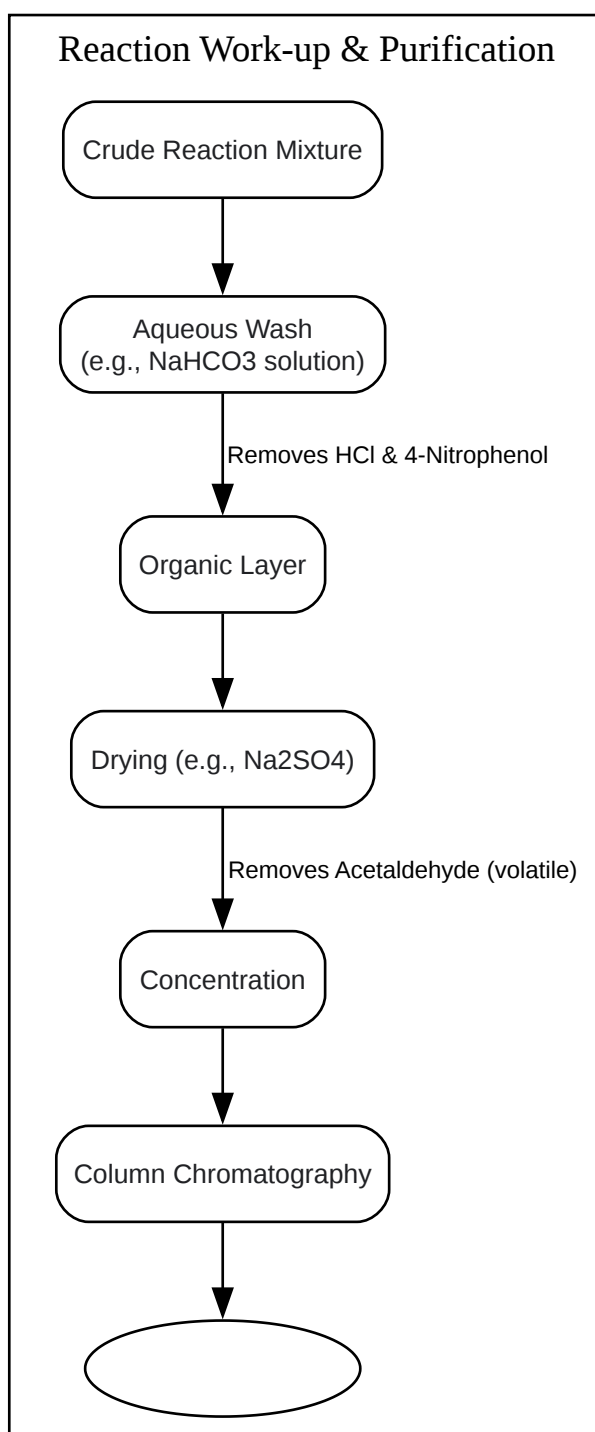 Reaction Work-up & Purification
Crude Reaction Mixture
Aqueous Wash
(e.g., NaHCO3 solution)
Removes HCl & 4-Nitrophenol
Organic Layer
Drying (e.g., Na2SO4)
Removes Acetaldehyde (volatile)
Concentration
Column Chromatography